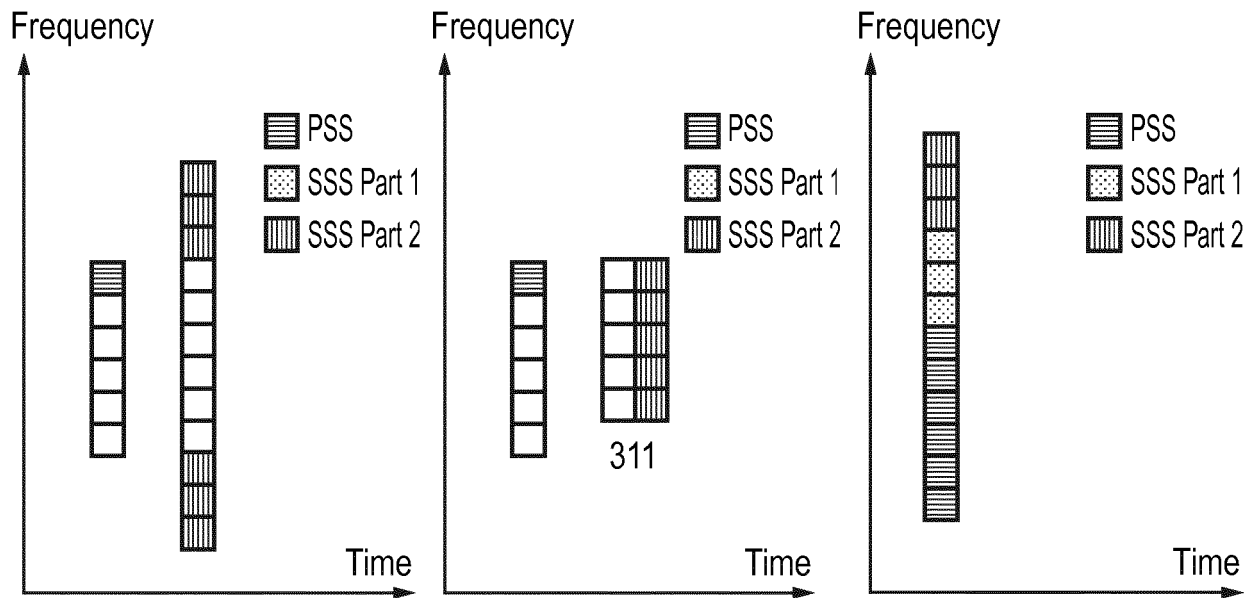 Frequency
PSS
SSS Part 1
SSS Part 2
Time
Frequency
PSS
SSS Part 1
SSS Part 2
311
Time
Frequency
PSS
SSS Part 1
SSS Part 2
Time